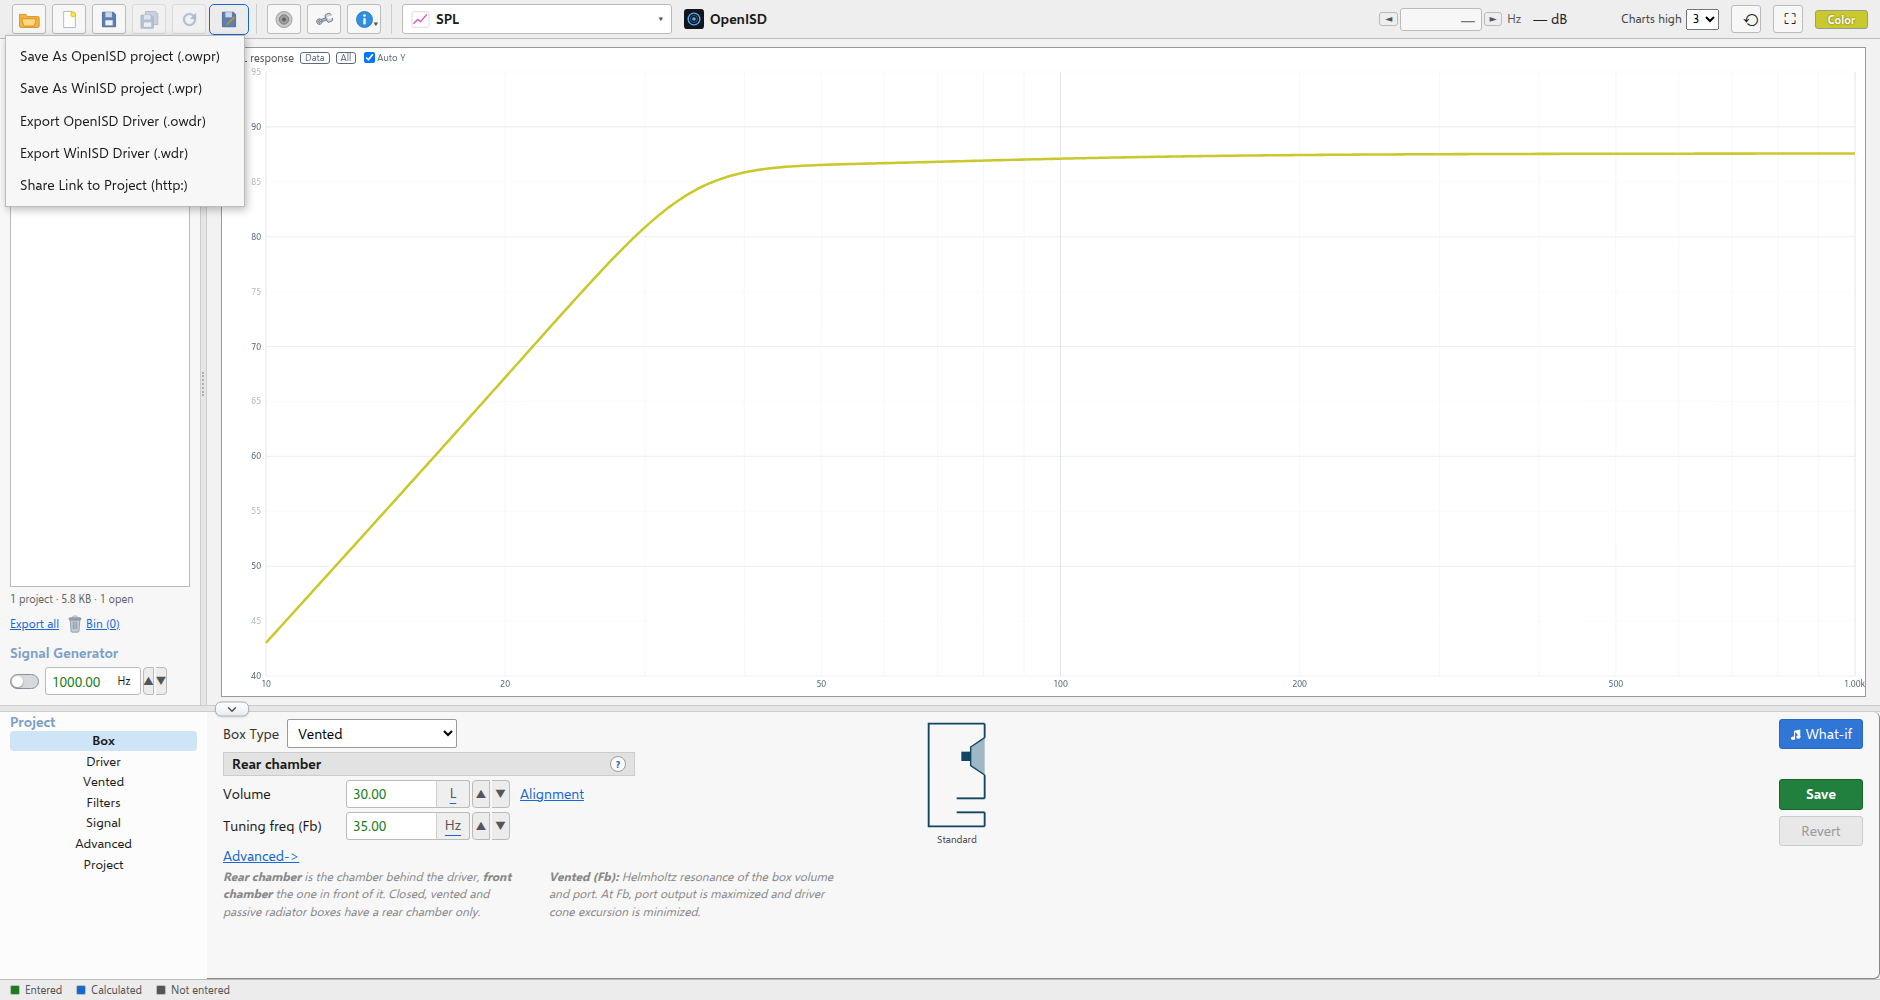 SPL
OpenISD
Hz
— dB
Charts high
3
Color
Save As OpenISD project (.owpr)
Save As WinISD project (.wpr)
Export OpenISD Driver (.owdr)
Export WinISD Driver (.wdr)
Share Link to Project (http:)
response
Data
All
Auto Y
95
90
85
80
75
70
65
60
55
50
45
40
10
20
50
100
200
500
1.00k
1 project · 5.8 KB · 1 open
Export all
Bin (0)
Signal Generator
1000.00 Hz
Project
Box
Driver
Vented
Filters
Signal
Advanced
Project
Box Type
Vented
Rear chamber
?
Volume
30.00
L
Alignment
Tuning freq (Fb)
35.00
Hz
Advanced->
Rear chamber is the chamber behind the driver, front
chamber the one in front of it. Closed, vented and
passive radiator boxes have a rear chamber only.
Vented (Fb): Helmholtz resonance of the box volume
and port. At Fb, port output is maximized and driver
cone excursion is minimized.
Standard
What-if
Save
Revert
Entered
Calculated
Not entered